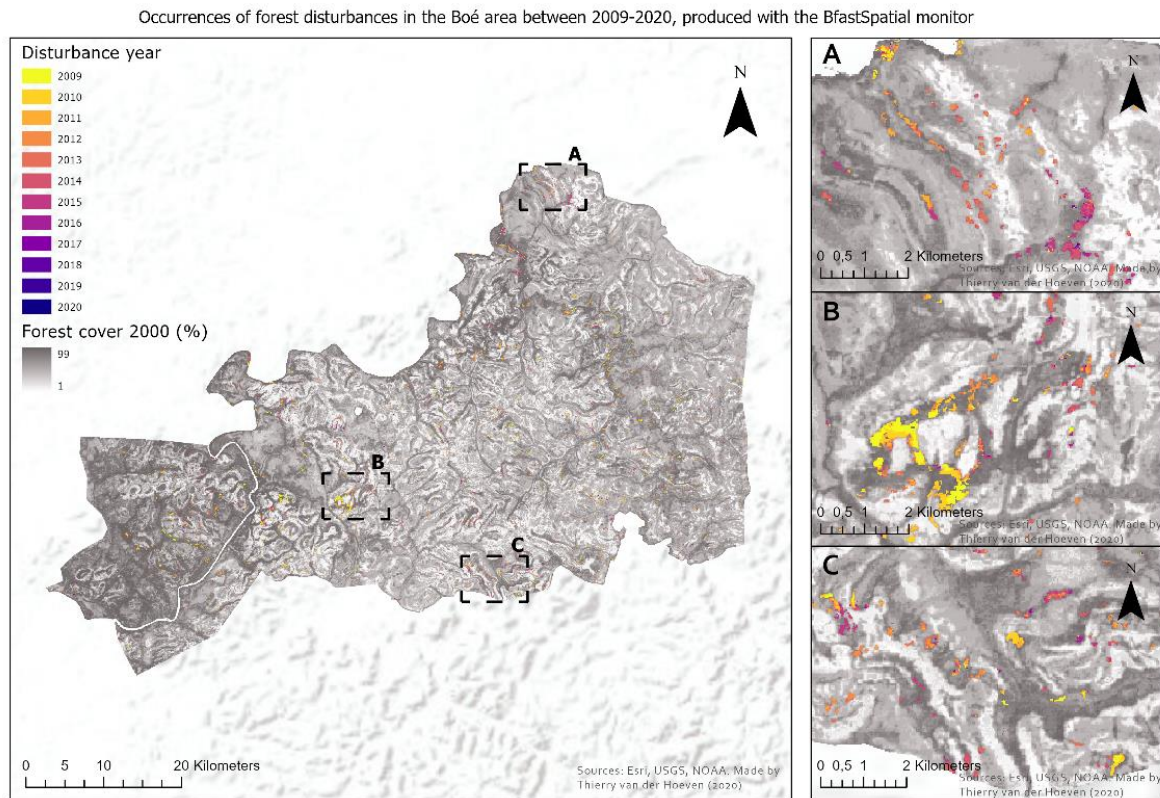 Occurrences of forest disturbances in the Boé area between 2009-2020, produced with the BfastSpatial monitor
Disturbance year
2009
2010
2011
2012
2013
2014
2015
2016
2017
2018
2019
2020
Forest cover 2000 (%)
99
1
N
A
B
C
0 5 10 20 Kilometers
Sources: Esri, USGS, NOAA. Made by
Thierry van der Hoeven (2020)
A
N
0 0,5 1 2 Kilometers
Sources: Esri, USGS, NOAA. Made by
Thierry van der Hoeven (2020)
B
N
0 0,5 1 2 Kilometers
Sources: Esri, USGS, NOAA. Made by
Thierry van der Hoeven (2020)
C
N
0 0,5 1 2 Kilometers
Sources: Esri, USGS, NOAA. Made by
Thierry van der Hoeven (2020)